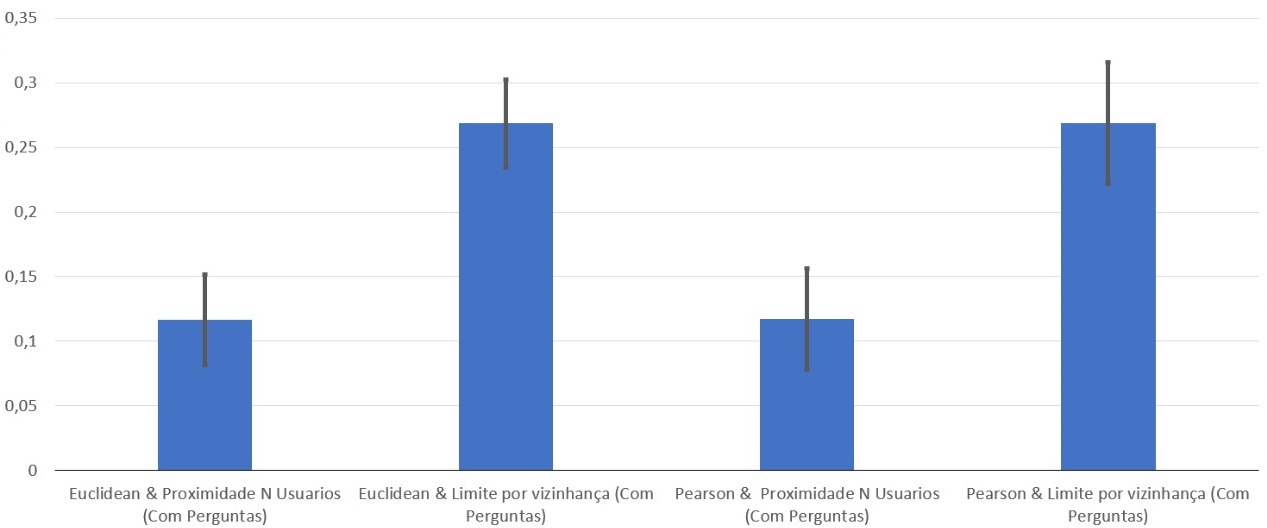 0,35
0,3
0,25
0,2
0,15
0,1
0,05
0
Euclidean & Proximidade N Usuarios
(Com Perguntas)
Euclidean & Limite por vizinhança (Com
Perguntas)
Pearson &  Proximidade N Usuarios
(Com Perguntas)
Pearson & Limite por vizinhança (Com
Perguntas)